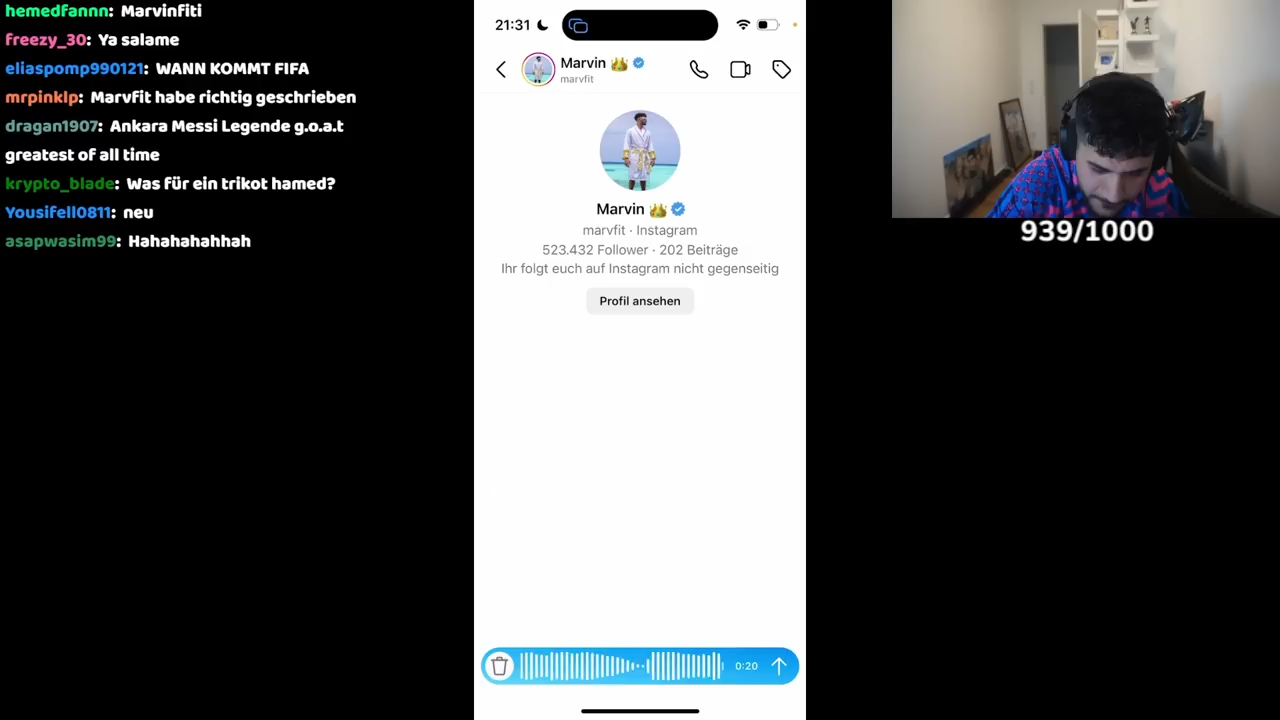 hemedfannn: Marvinfiti
freezy_30: Ya salame
eliaspomp990121: WANN KOMMT FIFA
mrpinklp: Marvfit habe richtig geschrieben
dragan1907: Ankara Messi Legende g.o.a.t
greatest of all time
krypto_blade: Was für ein trikot hamed?
Yousifell0811: neu
asapwasim99: Hahahahahhah
21:31
Marvin 👑
marvfit
Marvin 👑
marvfit · Instagram
523.432 Follower · 202 Beiträge
Ihr folgt euch auf Instagram nicht gegenseitig
Profil ansehen
0:20
939/1000